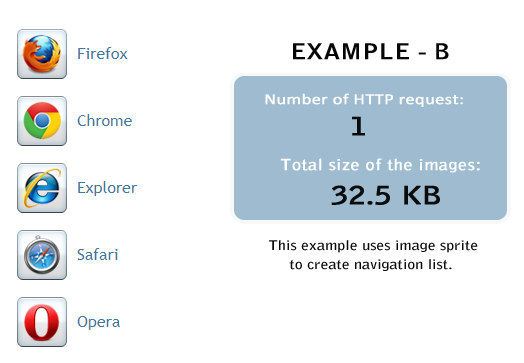 Firefox
Chrome
Explorer
Safari
Opera
EXAMPLE - B
Number of HTTP request:
1
Total size of the images:
32.5 KB
This example uses image sprite
to create navigation list.